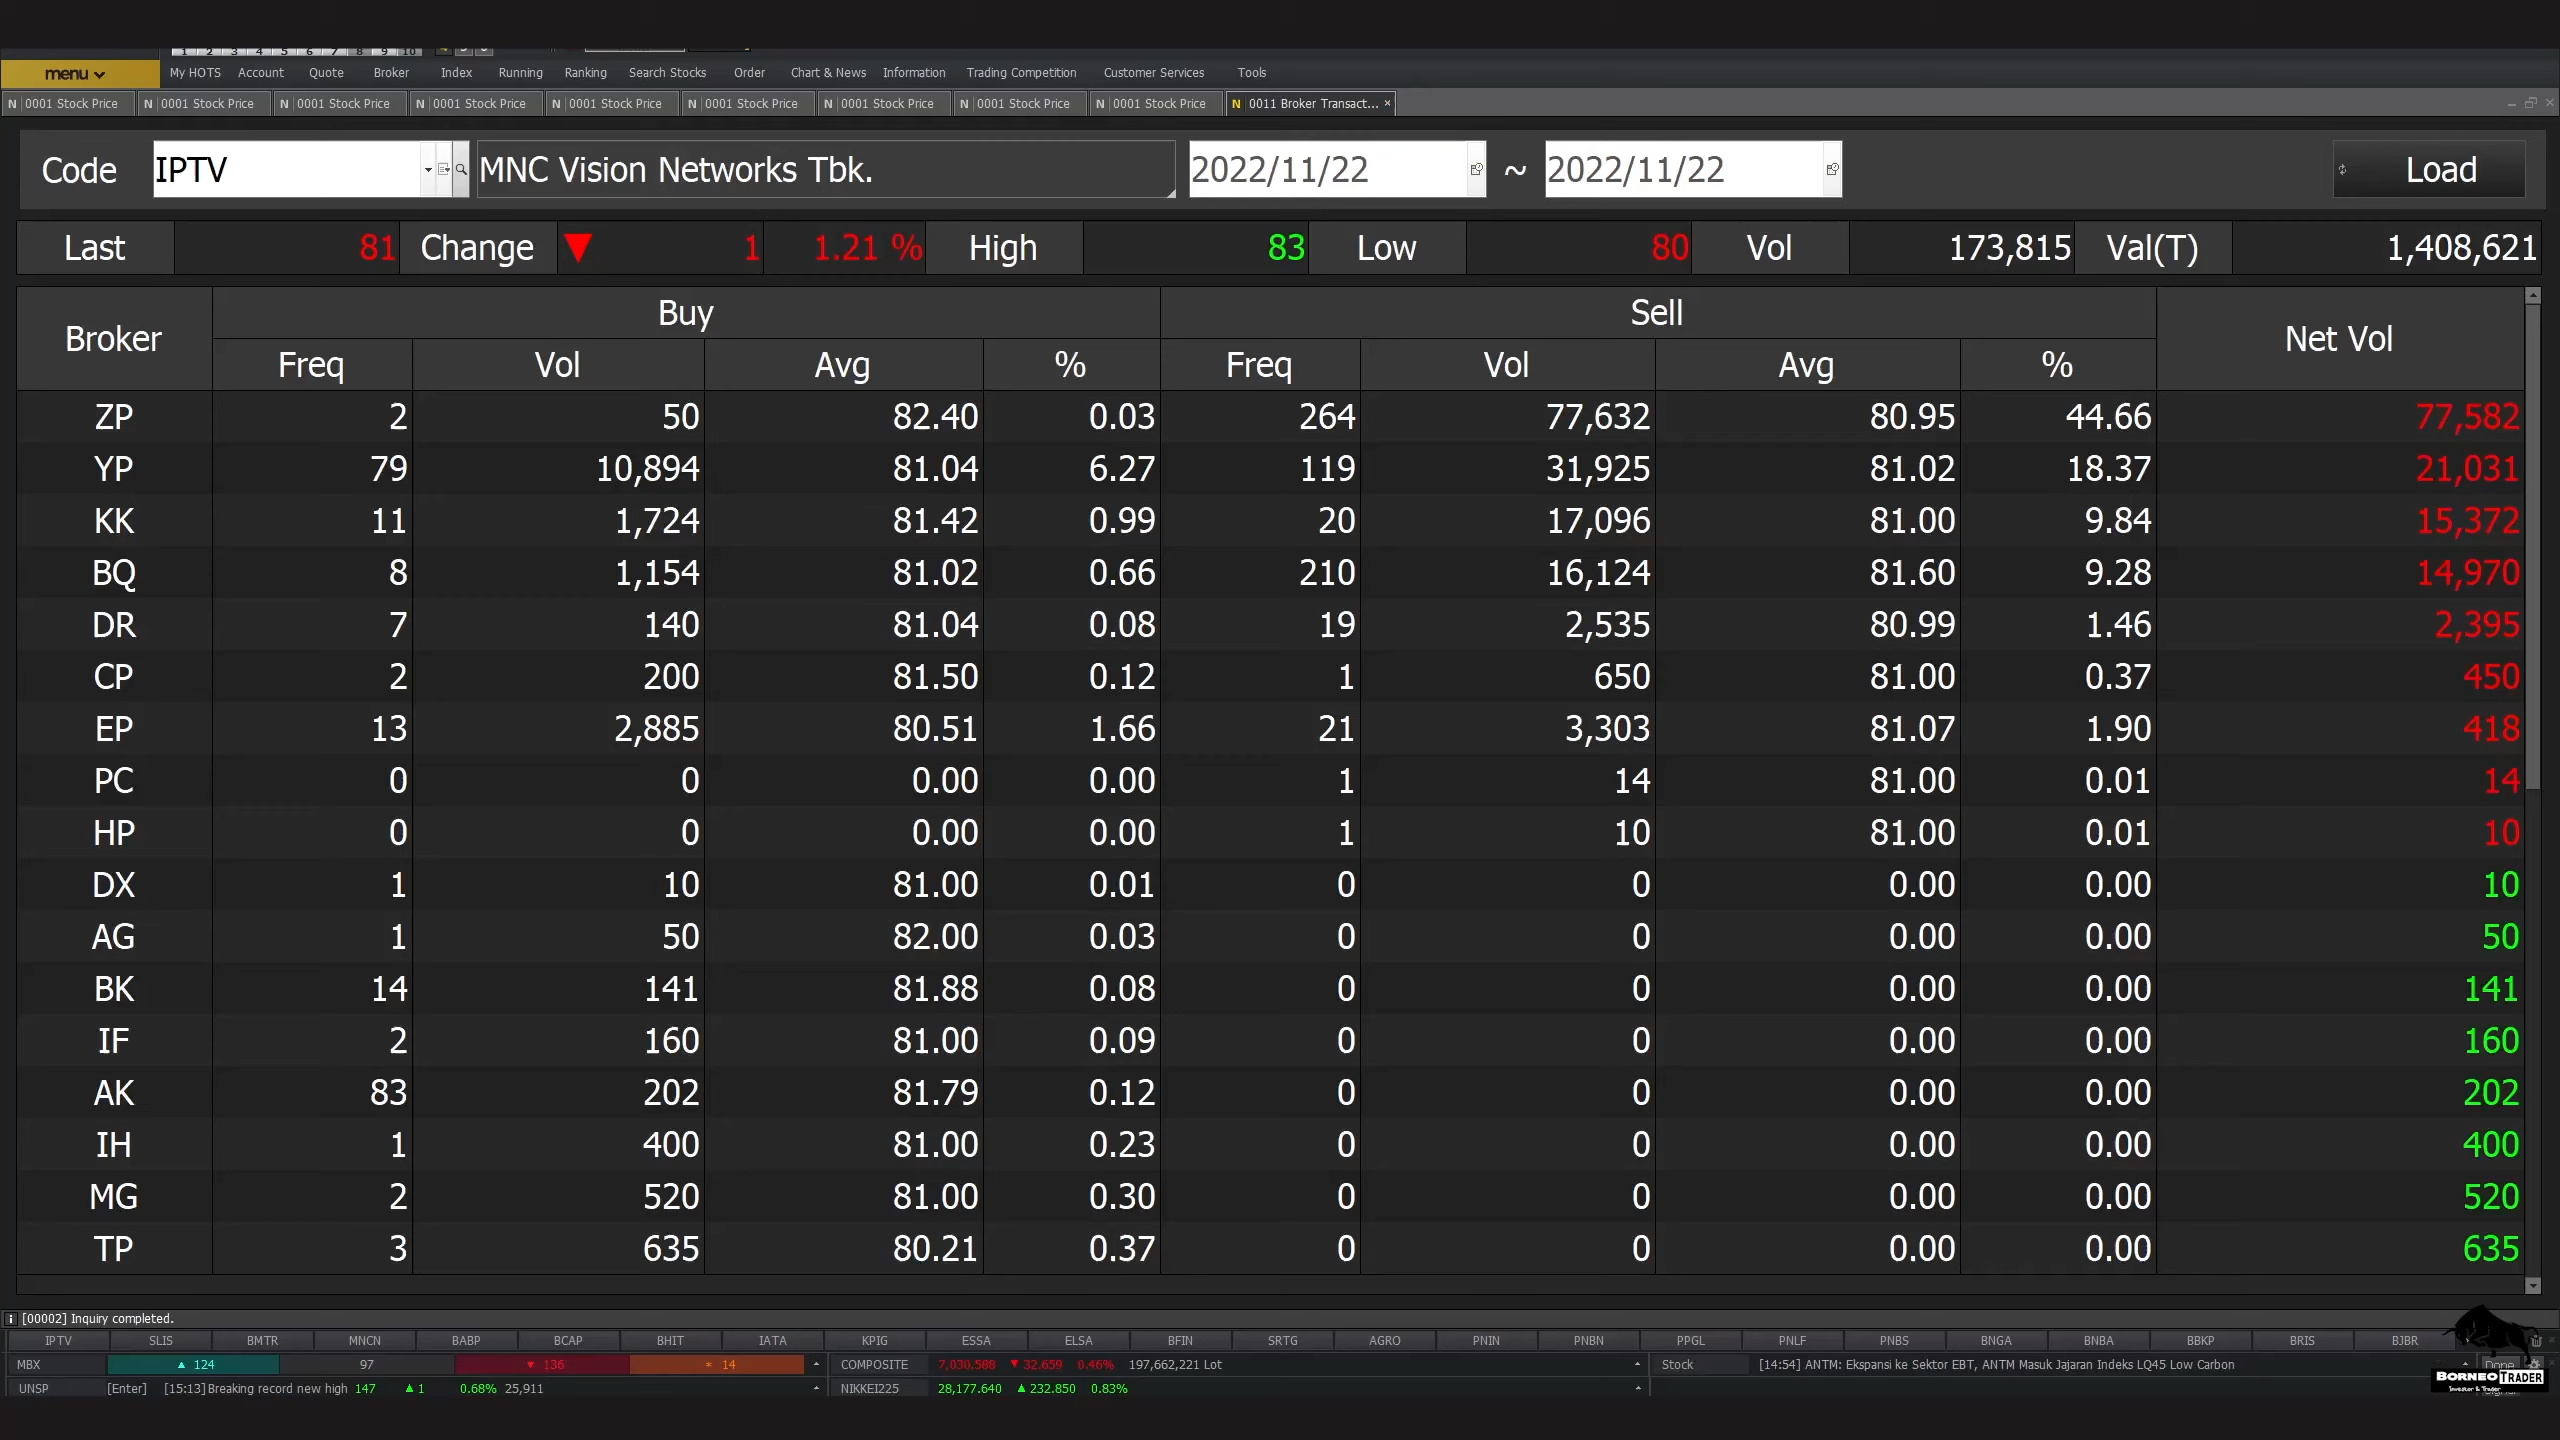 1 2 3 4 5 6 7 8 9 10
menu My HOTS Account Quote Broker Index Running Ranking Search Stocks Order Chart & News Information Trading Competition Customer Services Tools
N 0001 Stock Price N 0001 Stock Price N 0001 Stock Price N 0001 Stock Price N 0001 Stock Price N 0001 Stock Price N 0001 Stock Price N 0001 Stock Price N 0001 Stock Price N 0011 Broker Transact... ×
Code IPTV MNC Vision Networks Tbk. 2022/11/22 ~ 2022/11/22 Load
Last 81 Change ▼ 1 1.21 % High 83 Low 80 Vol 173,815 Val(T) 1,408,621
Broker Buy Sell Net Vol
Freq Vol Avg % Freq Vol Avg %
ZP 2 50 82.40 0.03 264 77,632 80.95 44.66 77,582
YP 79 10,894 81.04 6.27 119 31,925 81.02 18.37 21,031
KK 11 1,724 81.42 0.99 20 17,096 81.00 9.84 15,372
BQ 8 1,154 81.02 0.66 210 16,124 81.60 9.28 14,970
DR 7 140 81.04 0.08 19 2,535 80.99 1.46 2,395
CP 2 200 81.50 0.12 1 650 81.00 0.37 450
EP 13 2,885 80.51 1.66 21 3,303 81.07 1.90 418
PC 0 0 0.00 0.00 1 14 81.00 0.01 14
HP 0 0 0.00 0.00 1 10 81.00 0.01 10
DX 1 10 81.00 0.01 0 0 0.00 0.00 10
AG 1 50 82.00 0.03 0 0 0.00 0.00 50
BK 14 141 81.88 0.08 0 0 0.00 0.00 141
IF 2 160 81.00 0.09 0 0 0.00 0.00 160
AK 83 202 81.79 0.12 0 0 0.00 0.00 202
IH 1 400 81.00 0.23 0 0 0.00 0.00 400
MG 2 520 81.00 0.30 0 0 0.00 0.00 520
TP 3 635 80.21 0.37 0 0 0.00 0.00 635
[00002] Inquiry completed.
IPTV SLIS BMTR MNCN BABP BCAP BHIT IATA KPIG ESSA ELSA BFIN SRTG AGRO PNIN PNBN PPGL PNLF PNBS BNGA BNBA BBKP BRIS BJBR
MBX ▲ 124 97 ▼ 136 * 14 COMPOSITE 7,030.588 ▼ 32.659 0.46% 197,662,221 Lot Stock [14:54] ANTM: Ekspansi ke Sektor EBT, ANTM Masuk Jajaran Indeks LQ45 Low Carbon Done
UNSP [Enter] [15:13]Breaking record new high 147 ▲ 1 0.68% 25,911 NIKKEI225 28,177.640 ▲ 232.850 0.83%
BORNEO TRADER
Investor & Trader